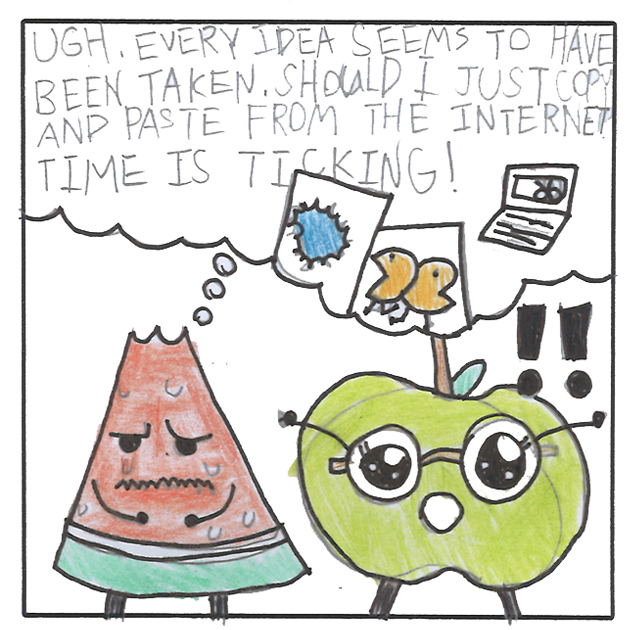 UGH. EVERY IDEA SEEMS TO HAVE
BEEN TAKEN. SHOULD I JUST COPY
AND PASTE FROM THE INTERNET
TIME IS TICKING!
!!